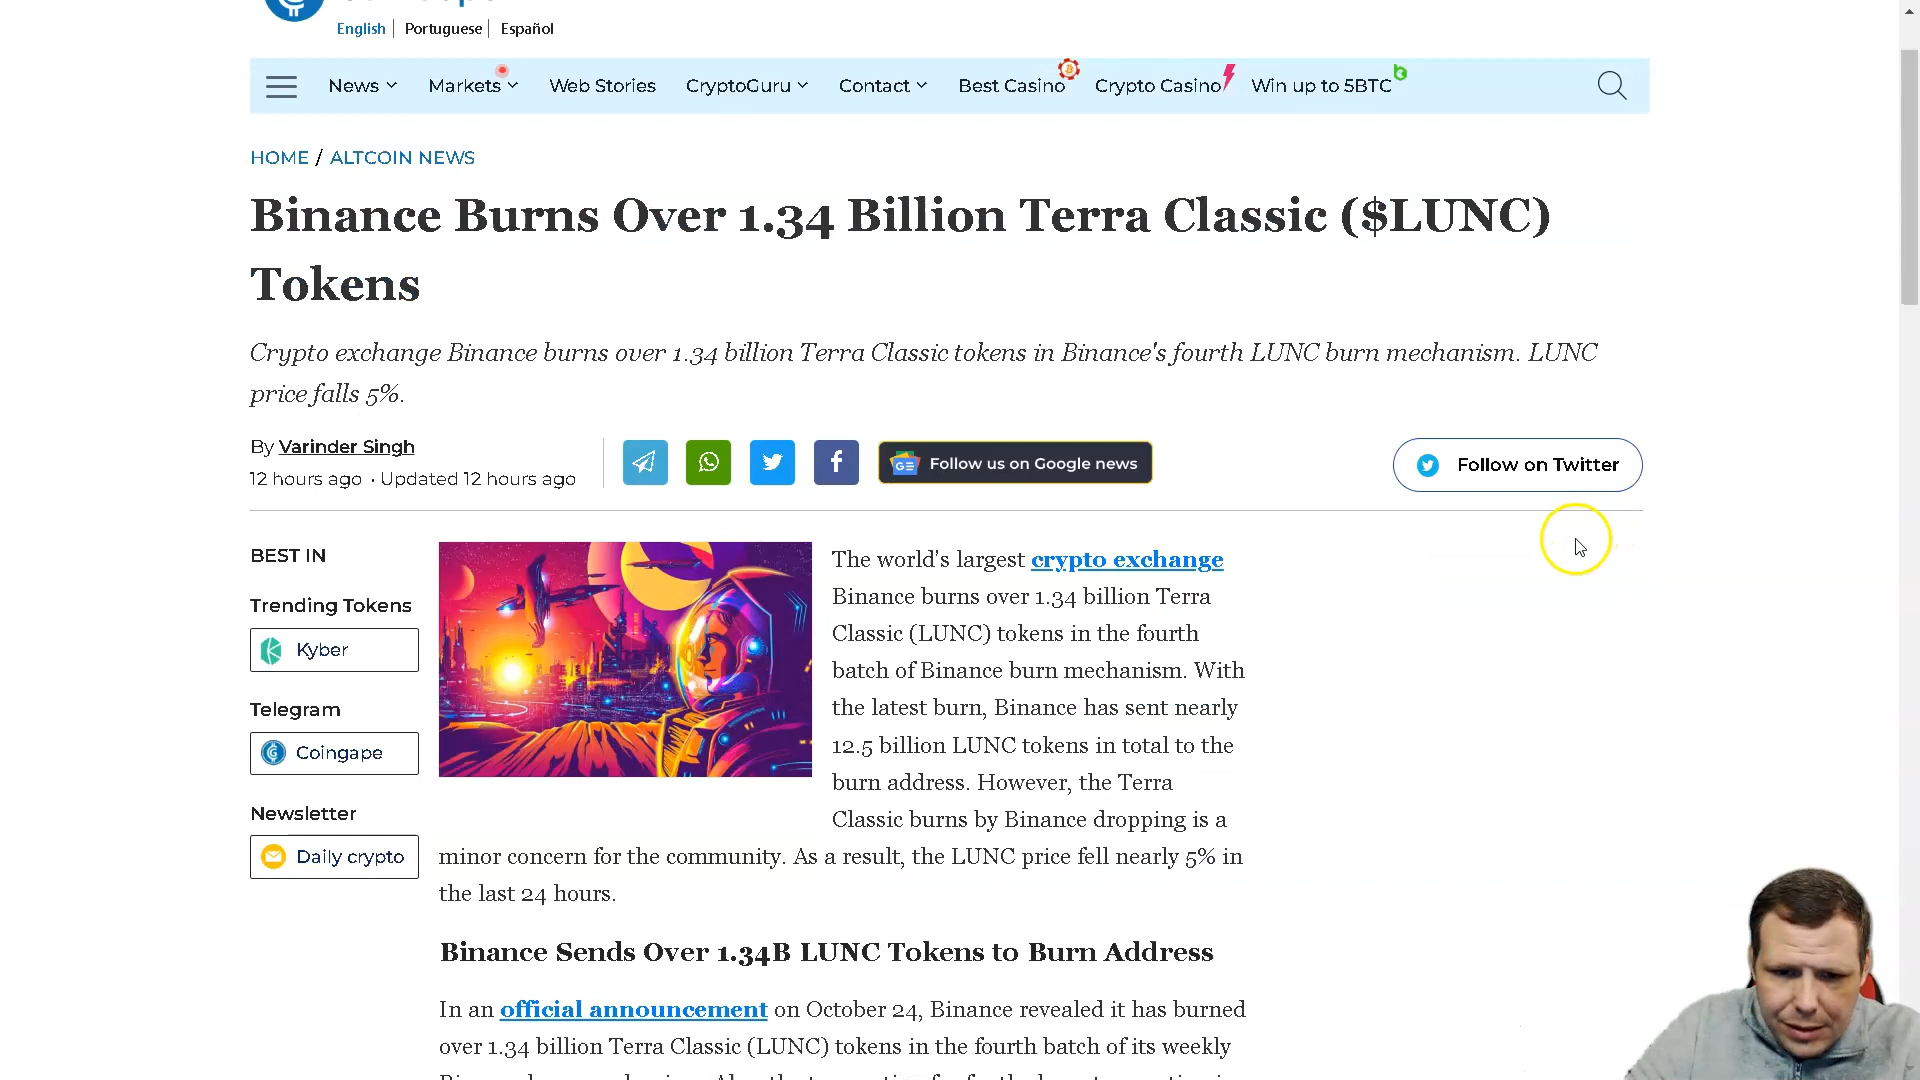 English | Portuguese | Español
News Markets Web Stories CryptoGuru Contact Best Casino Crypto Casino Win up to 5BTC
HOME / ALTCOIN NEWS
Binance Burns Over 1.34 Billion Terra Classic ($LUNC)
Tokens
Crypto exchange Binance burns over 1.34 billion Terra Classic tokens in Binance's fourth LUNC burn mechanism. LUNC
price falls 5%.
By Varinder Singh
12 hours ago · Updated 12 hours ago
Follow us on Google news
Follow on Twitter
BEST IN
Trending Tokens
Kyber
Telegram
Coingape
Newsletter
Daily crypto
The world’s largest crypto exchange
Binance burns over 1.34 billion Terra
Classic (LUNC) tokens in the fourth
batch of Binance burn mechanism. With
the latest burn, Binance has sent nearly
12.5 billion LUNC tokens in total to the
burn address. However, the Terra
Classic burns by Binance dropping is a
minor concern for the community. As a result, the LUNC price fell nearly 5% in
the last 24 hours.
Binance Sends Over 1.34B LUNC Tokens to Burn Address
In an official announcement on October 24, Binance revealed it has burned
over 1.34 billion Terra Classic (LUNC) tokens in the fourth batch of its weekly